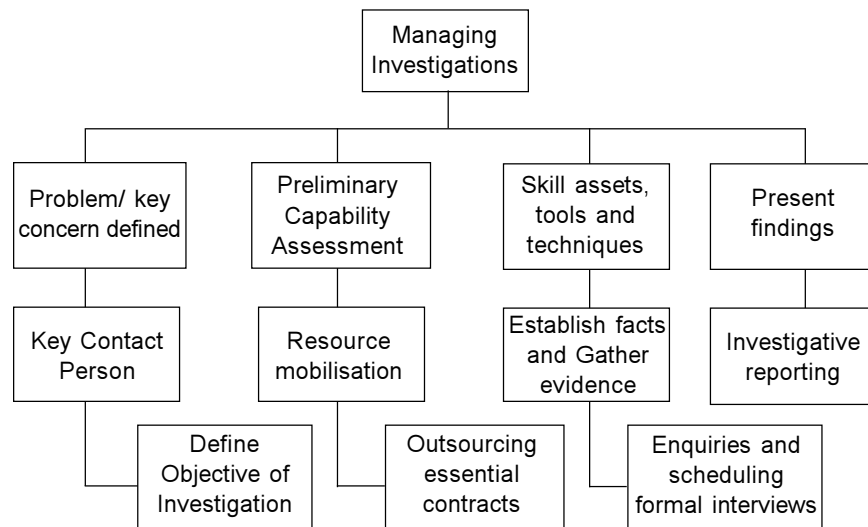 Managing
Investigations
Problem/ key
concern defined
Preliminary
Capability
Assessment
Skill assets,
tools and
techniques
Present
findings
Key Contact
Person
Resource
mobilisation
Establish facts
and Gather
evidence
Investigative
reporting
Define
Objective of
Investigation
Outsourcing
essential
contracts
Enquiries and
scheduling
formal interviews